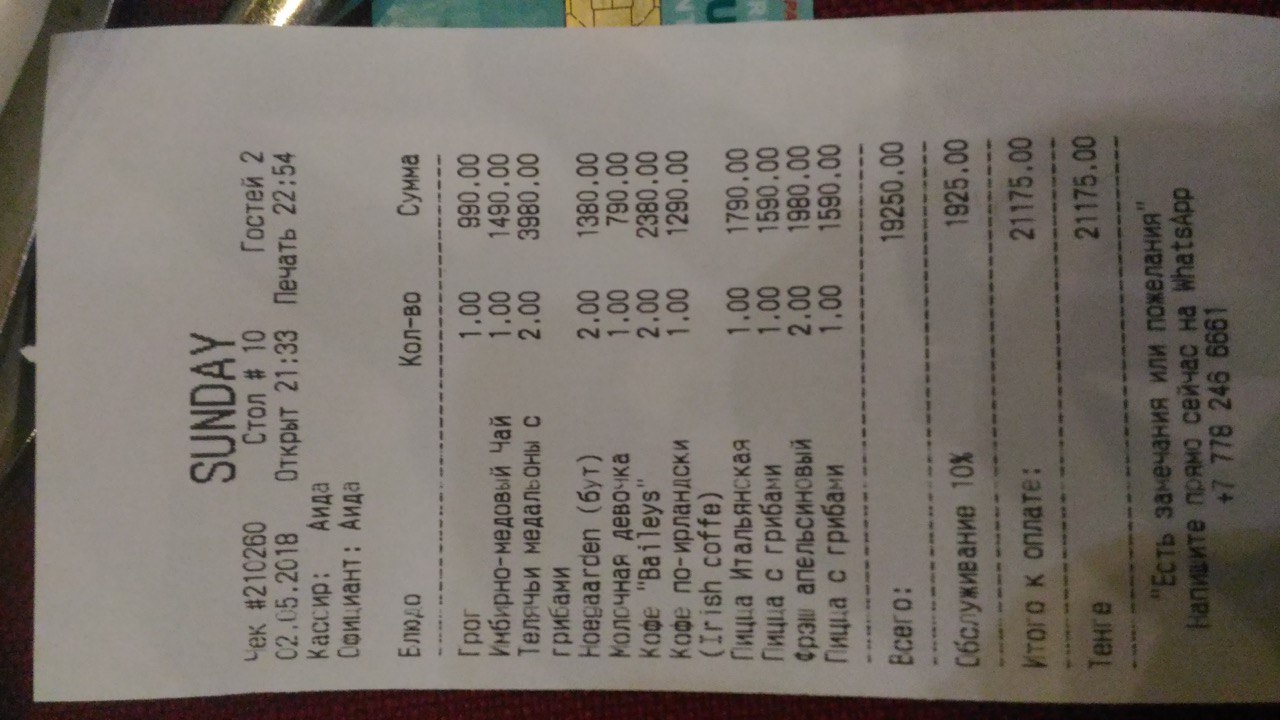 SUNDAY
Чек #210260 Стол # 10 Гостей 2
02.05.2018 Открыт 21:33 Печать 22:54
Кассир: Аида
Официант: Аида
Блюдо Кол-во Сумма
Грог 1.00 990.00
Имбирно-медовый чай 1.00 1490.00
Телячьи медальоны с 2.00 3980.00
грибами
Hoegaarden (бут) 2.00 1380.00
Молочная девочка 1.00 790.00
Кофе "Baileys" 2.00 2380.00
Кофе по-ирландски 1.00 1290.00
(Irish coffe)
Пицца Итальянская 1.00 1790.00
Пицца с грибами 1.00 1590.00
Фрэш апельсиновый 2.00 1980.00
Пицца с грибами 1.00 1590.00
Всего: 19250.00
Обслуживание 10% 1925.00
Итого к оплате: 21175.00
Тенге 21175.00
"Есть замечания или пожелания"
Напишите прямо сейчас на WhatsApp
+7 778 246 6661